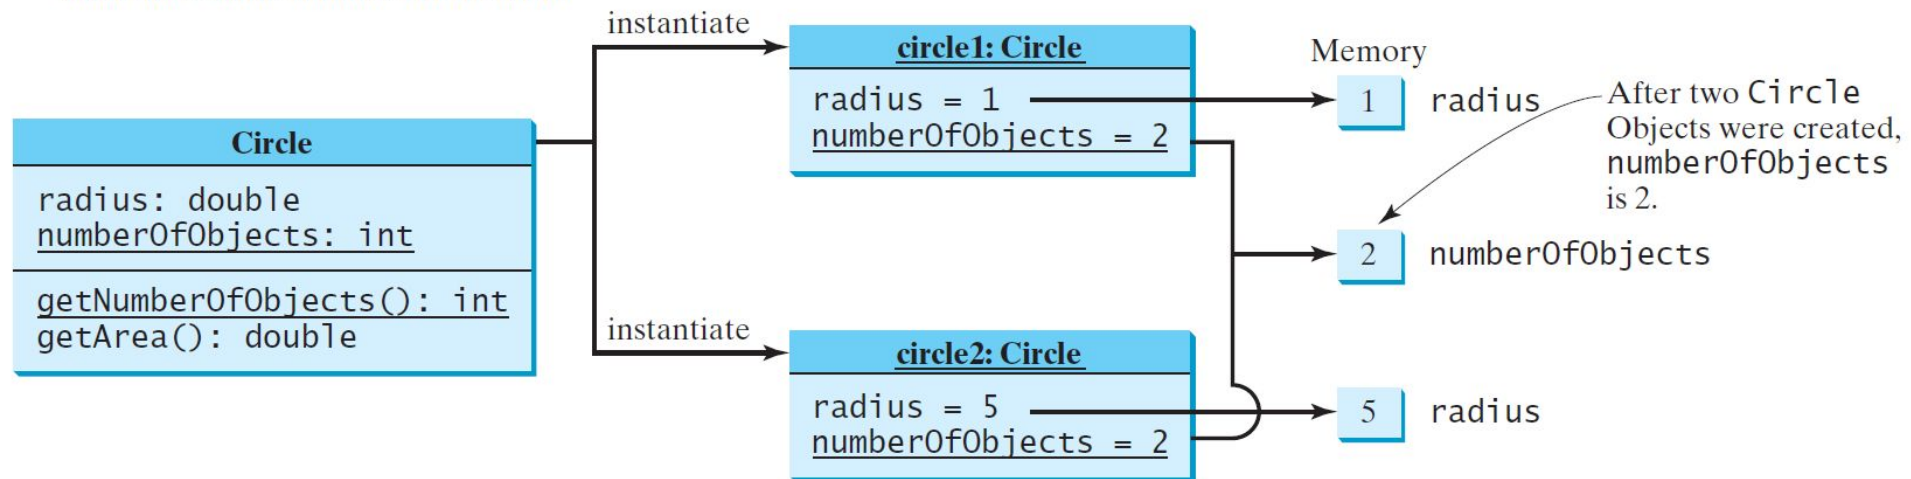 instantiate
circle1: Circle
radius = 1
numberOfObjects = 2
Memory
1 radius
After two Circle
Objects were created,
numberOfObjects
is 2.
Circle
radius: double
numberOfObjects: int
getNumberOfObjects(): int
getArea(): double
2 numberOfObjects
instantiate
circle2: Circle
radius = 5
numberOfObjects = 2
5 radius